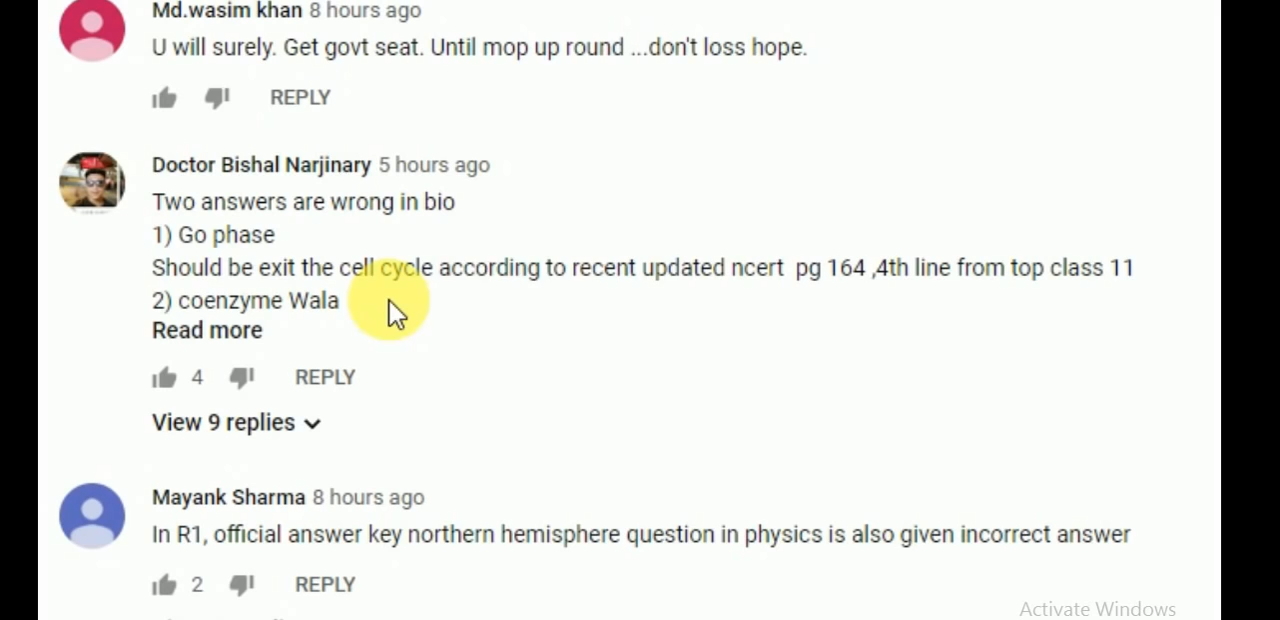 Md.wasim khan 8 hours ago
U will surely. Get govt seat. Until mop up round ...don't loss hope.
REPLY
Doctor Bishal Narjinary 5 hours ago
Two answers are wrong in bio
1) Go phase
Should be exit the cell cycle according to recent updated ncert pg 164 ,4th line from top class 11
2) coenzyme Wala
Read more
4 REPLY
View 9 replies
Mayank Sharma 8 hours ago
In R1, official answer key northern hemisphere question in physics is also given incorrect answer
2 REPLY
Activate Windows